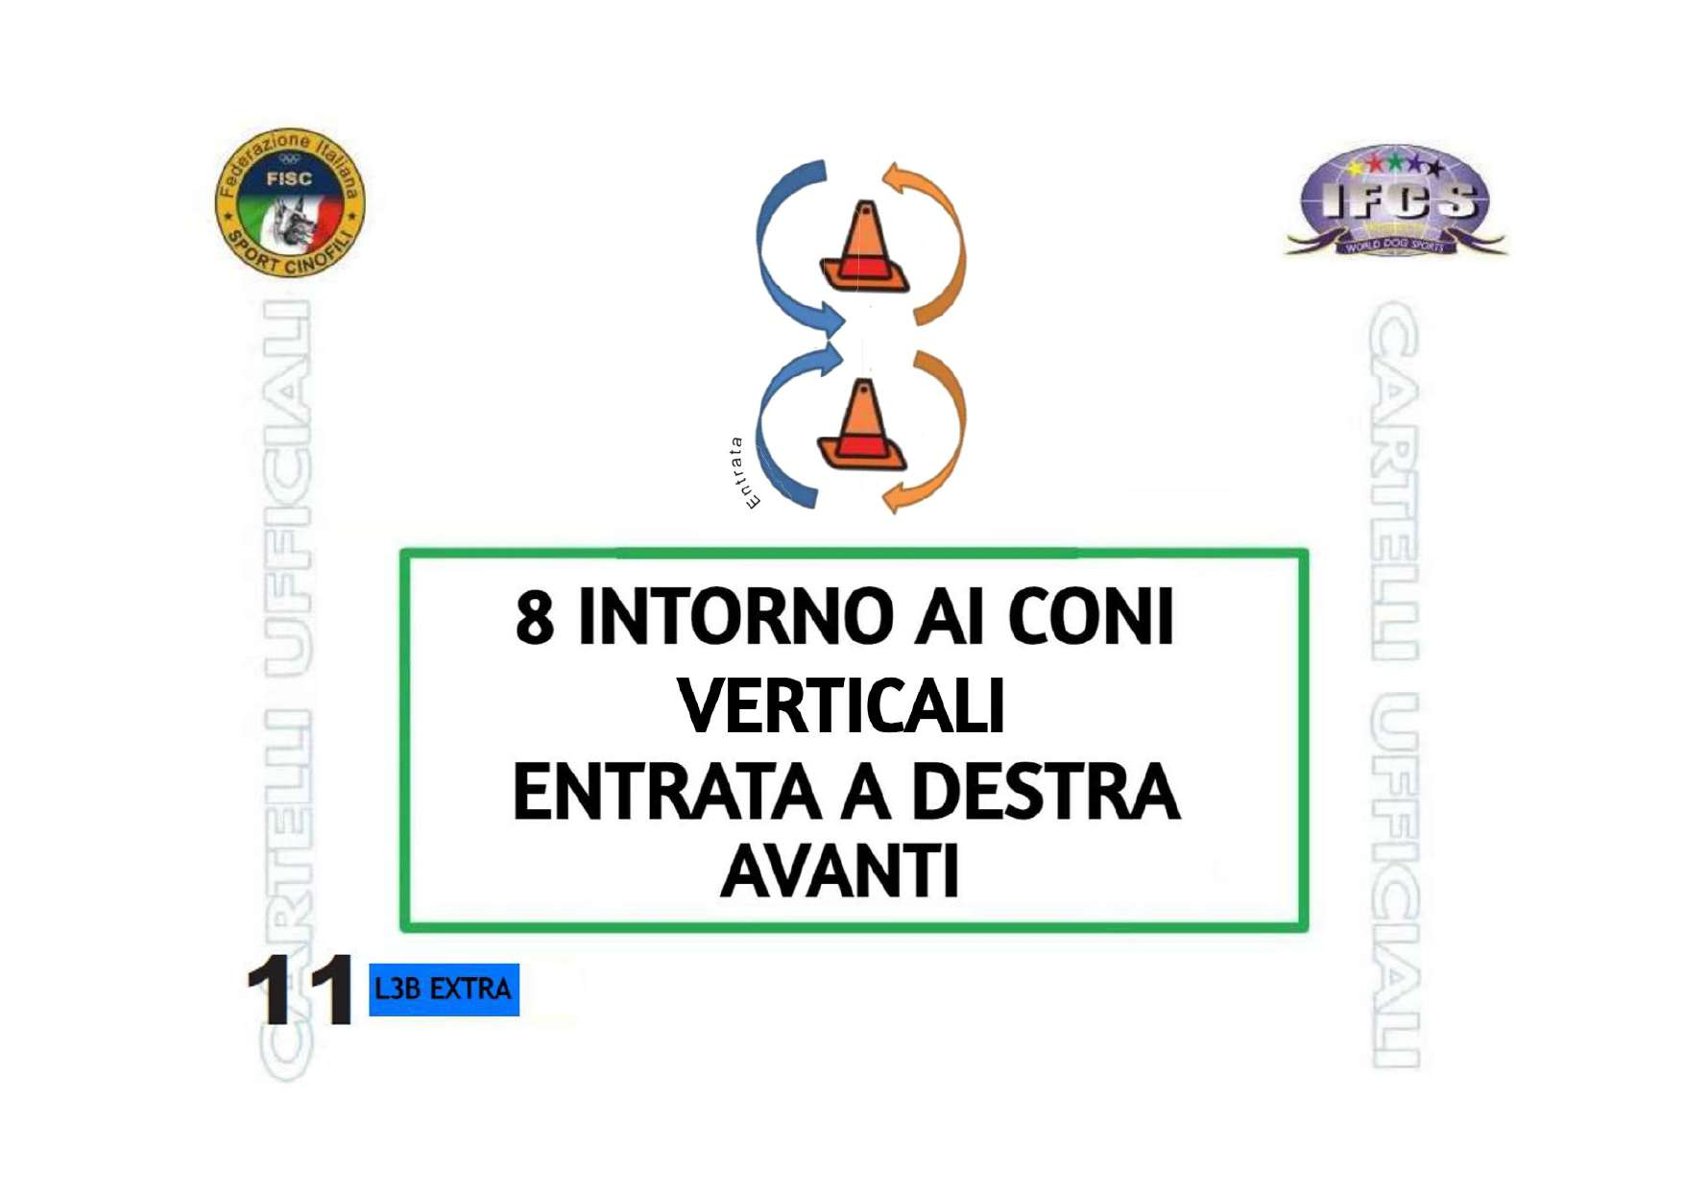 Federazione Italiana
FISC
SPORT CINOFILI
IFCS
WORLD DOG SPORTS
Entrata
CARTELLI UFFICIALI
CARTELLI UFFICIALI
8 INTORNO AI CONI
VERTICALI
ENTRATA A DESTRA
AVANTI
11
L3B EXTRA